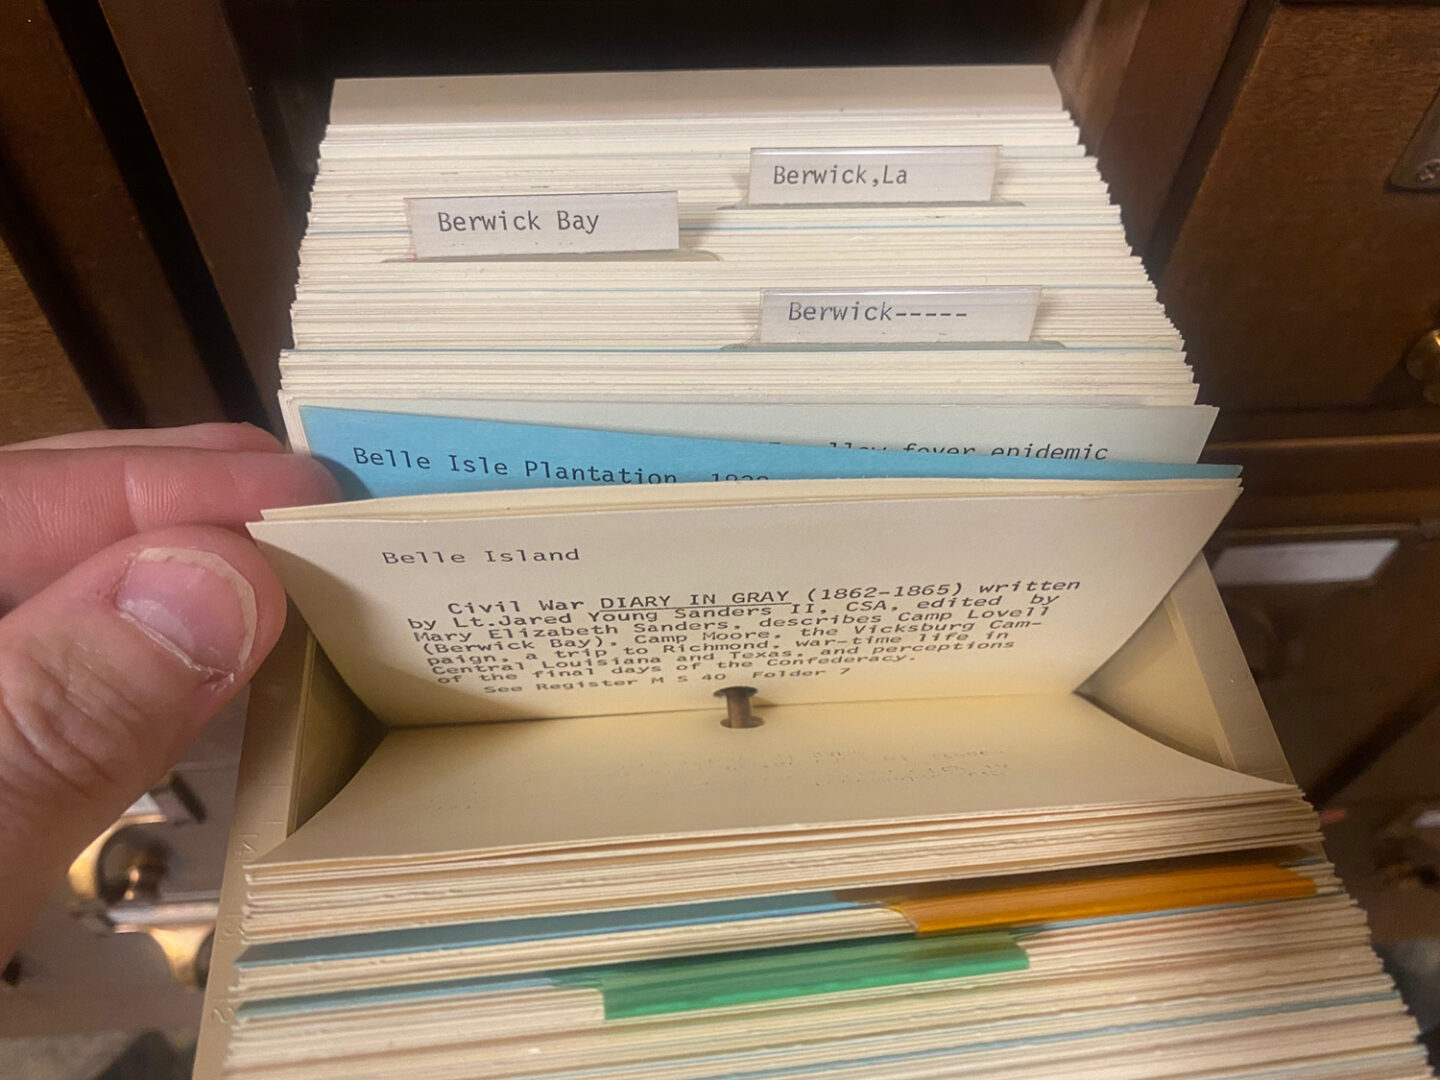 Berwick,La
Berwick Bay
Berwick-----
fever epidemic
Belle Isle Plantation, 1929
Belle Island
Civil War DIARY IN GRAY (1862-1865) written
by Lt.Jared Young Sanders II, CSA, edited by
Mary Elizabeth Sanders, describes Camp Lovell
(Berwick Bay), Camp Moore, the Vicksburg Cam-
paign, a trip to Richmond, war-time life in
Central Louisiana and Texas, and perceptions
of the final days of the Confederacy.
See Register M S 40 Folder 7